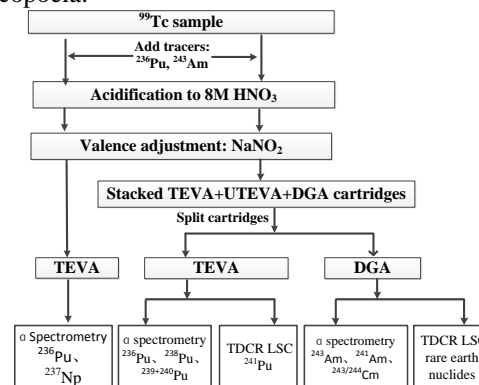 ⁹⁹Tc sample
Add tracers:
²³⁶Pu, ²⁴³Am
Acidification to 8M HNO₃
Valence adjustment: NaNO₂
Stacked TEVA+UTEVA+DGA cartridges
Split cartridges
TEVA
TEVA
DGA
α Spectrometry
²³⁶Pu、
²³⁷Np
α spectrometry
²³⁶Pu、²³⁸Pu、
²³⁹⁺²⁴⁰Pu
TDCR LSC
²⁴¹Pu
α spectrometry
²⁴³Am、²⁴¹Am、
²⁴³/²⁴⁴Cm
TDCR LSC
rare earth
nuclides